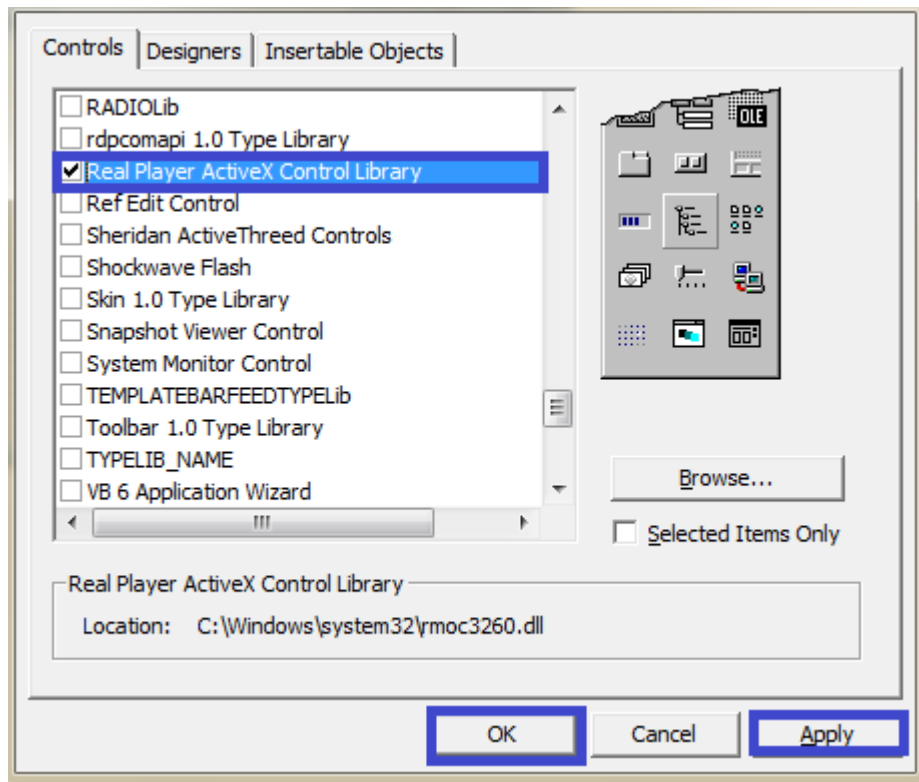 Controls Designers Insertable Objects
RADIOLib
rdpcomapi 1.0 Type Library
Real Player ActiveX Control Library
Ref Edit Control
Sheridan ActiveThreed Controls
Shockwave Flash
Skin 1.0 Type Library
Snapshot Viewer Control
System Monitor Control
TEMPLATEBARFEEDTYPELib
Toolbar 1.0 Type Library
TYPELIB_NAME
VB 6 Application Wizard
OLE
Browse...
Selected Items Only
Real Player ActiveX Control Library
Location: C:\Windows\system32\rmoc3260.dll
OK Cancel Apply